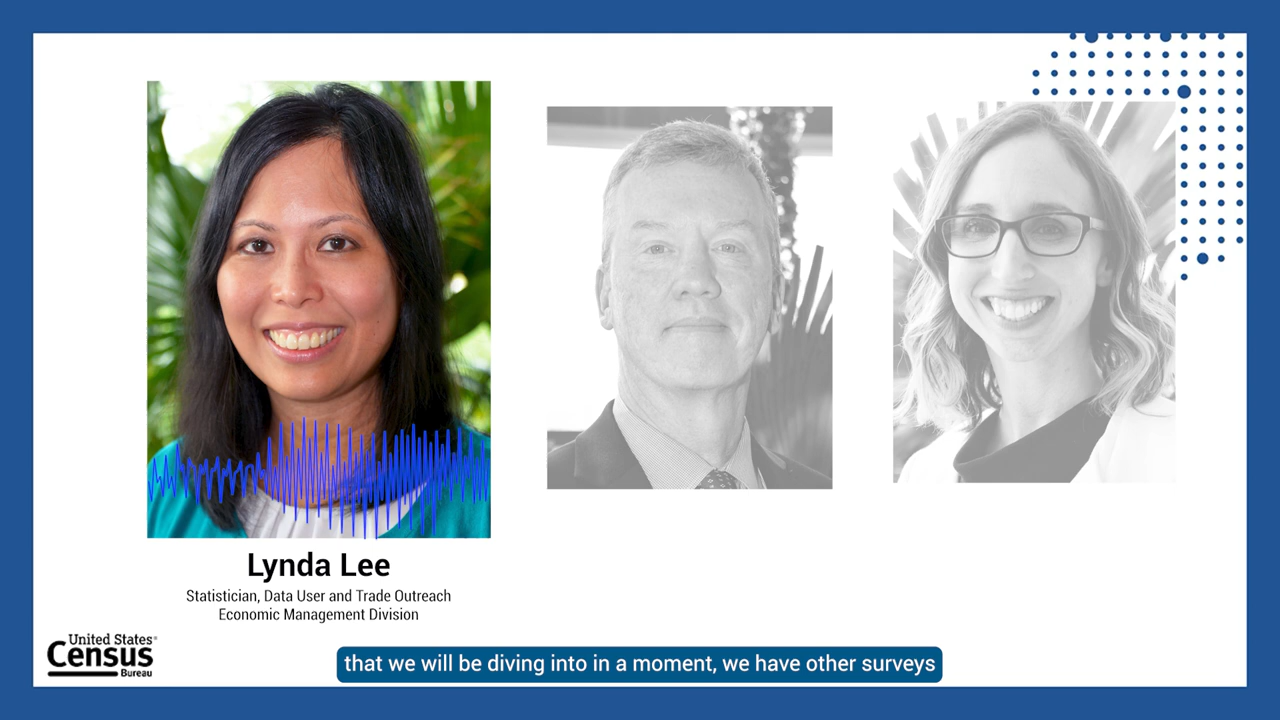 Lynda Lee
Statistician, Data User and Trade Outreach
Economic Management Division
United States®
Census
Bureau
that we will be diving into in a moment, we have other surveys